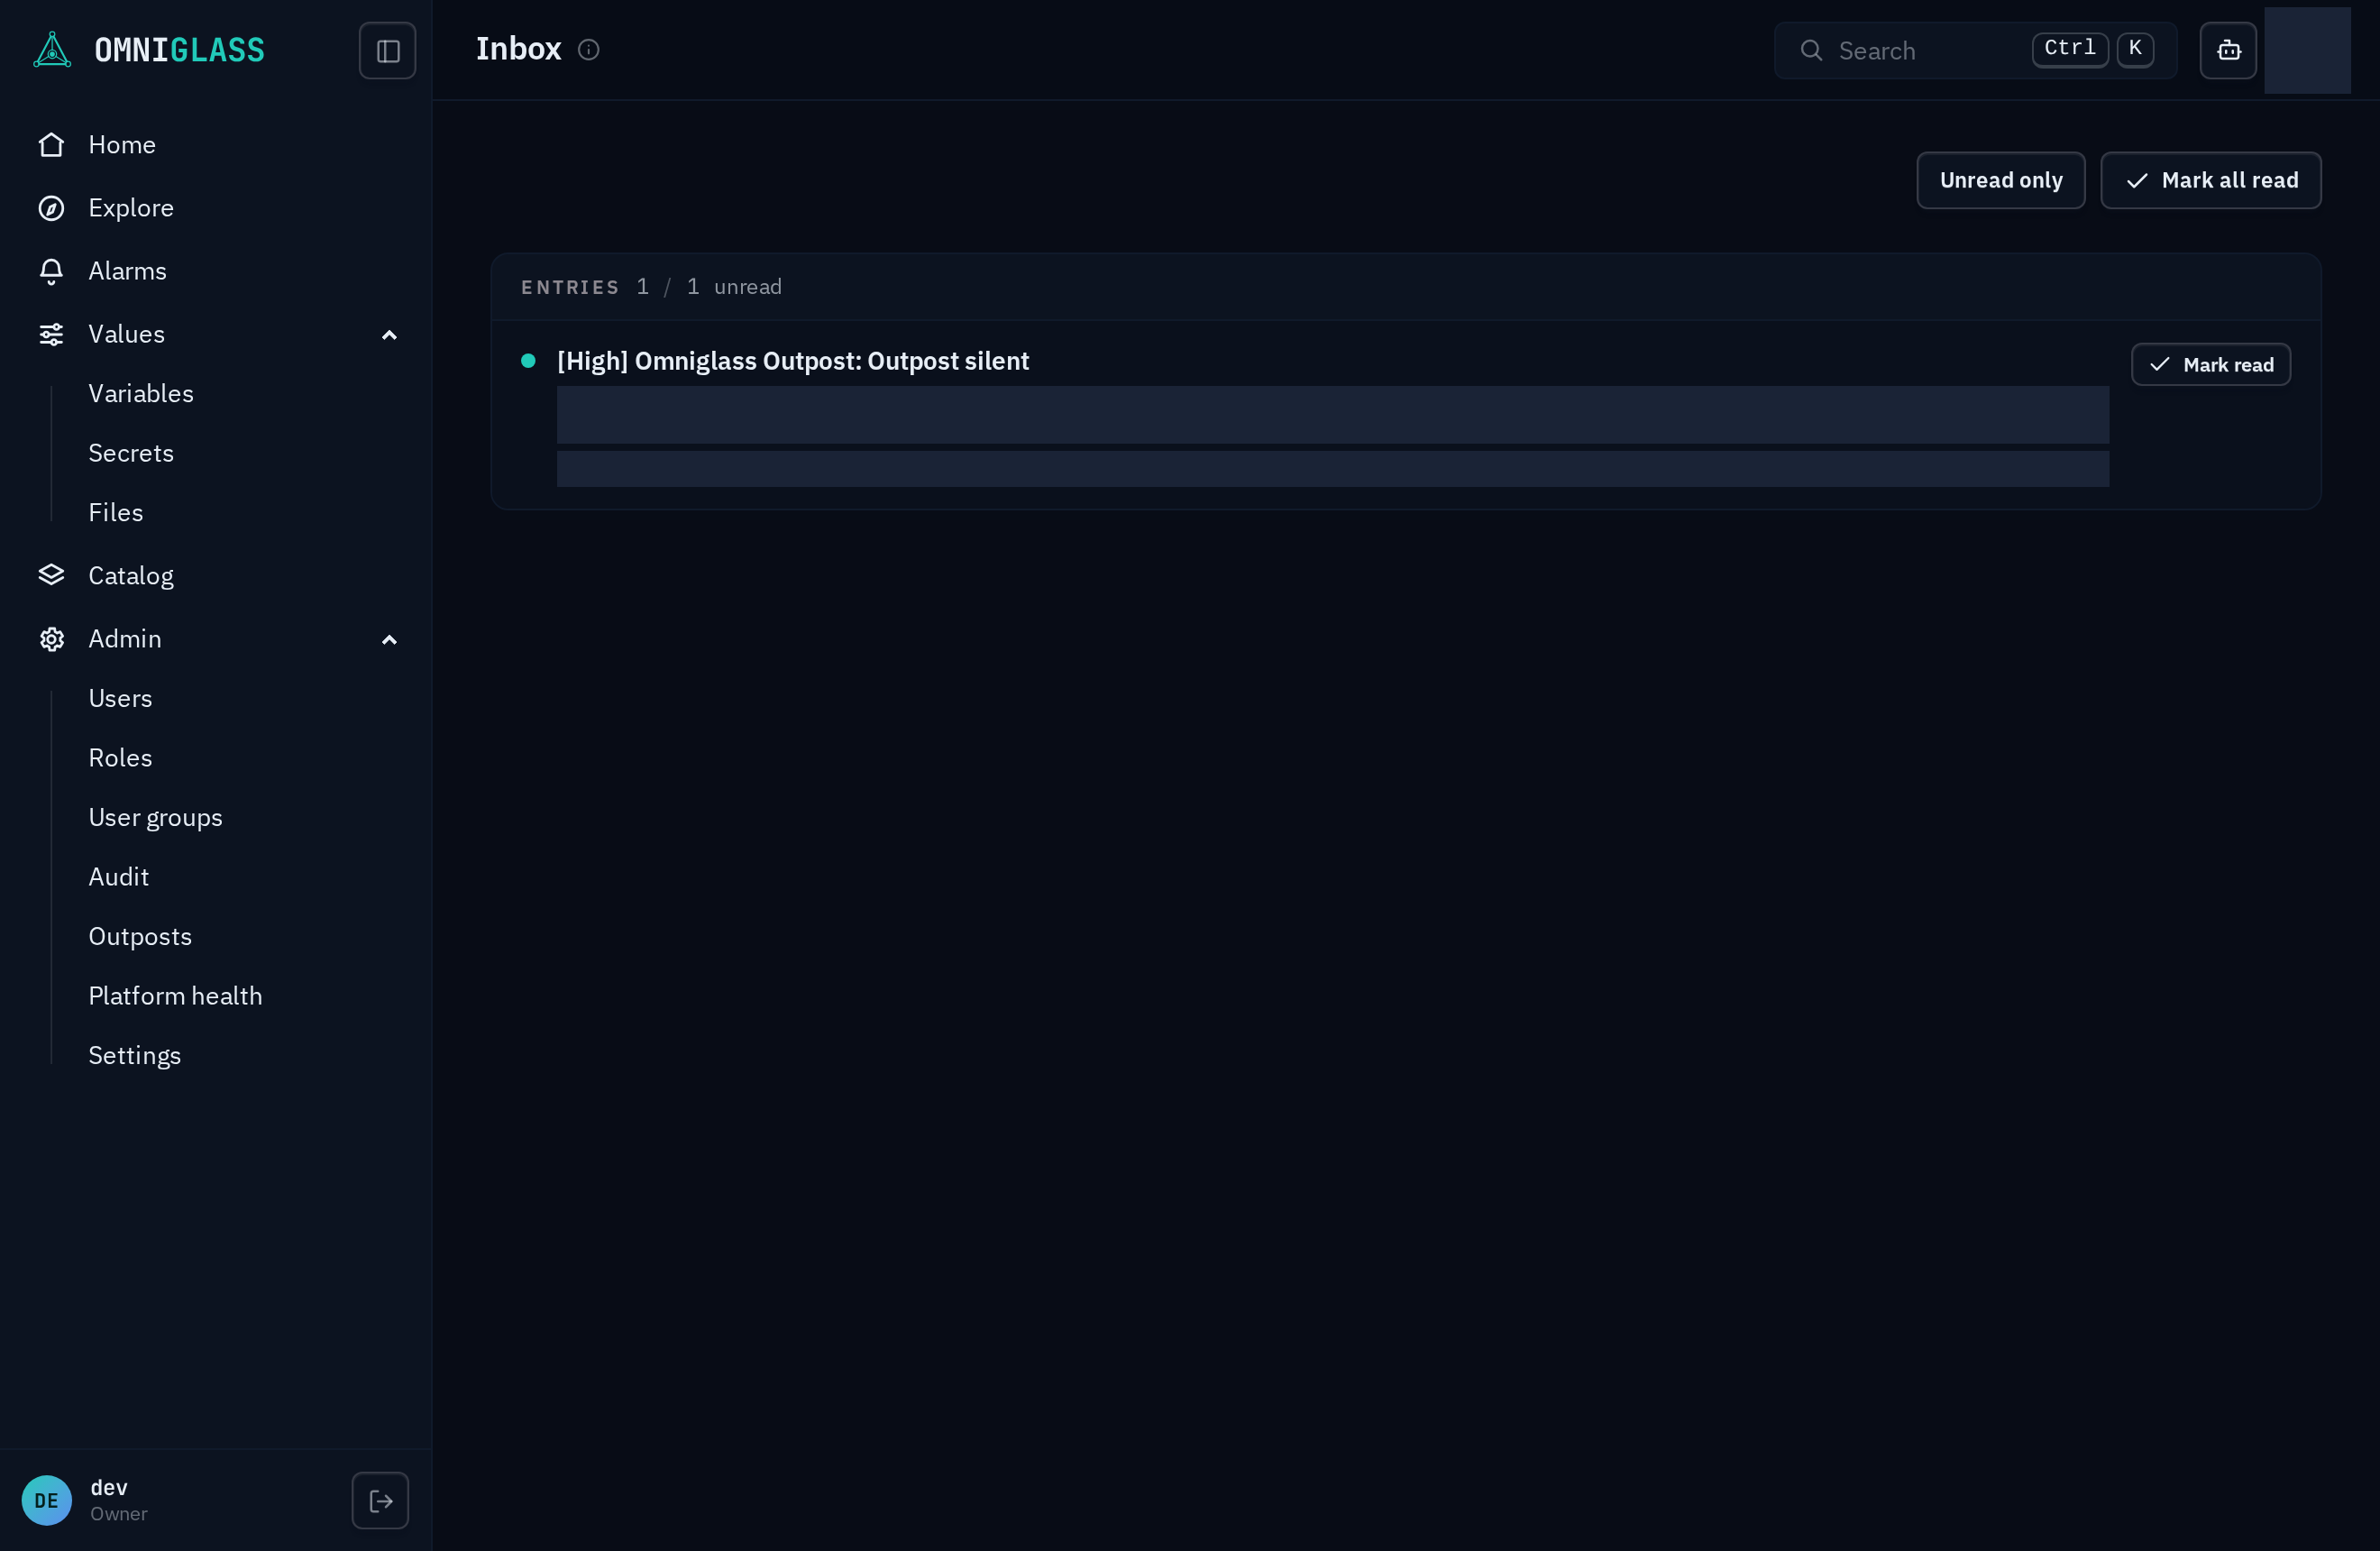 OMNIGLASS
Inbox
Search
Ctrl K
Home
Explore
Alarms
Values
Variables
Secrets
Files
Catalog
Admin
Users
Roles
User groups
Audit
Outposts
Platform health
Settings
Unread only
Mark all read
ENTRIES 1 / 1 unread
[High] Omniglass Outpost: Outpost silent
Mark read
DE
dev
Owner